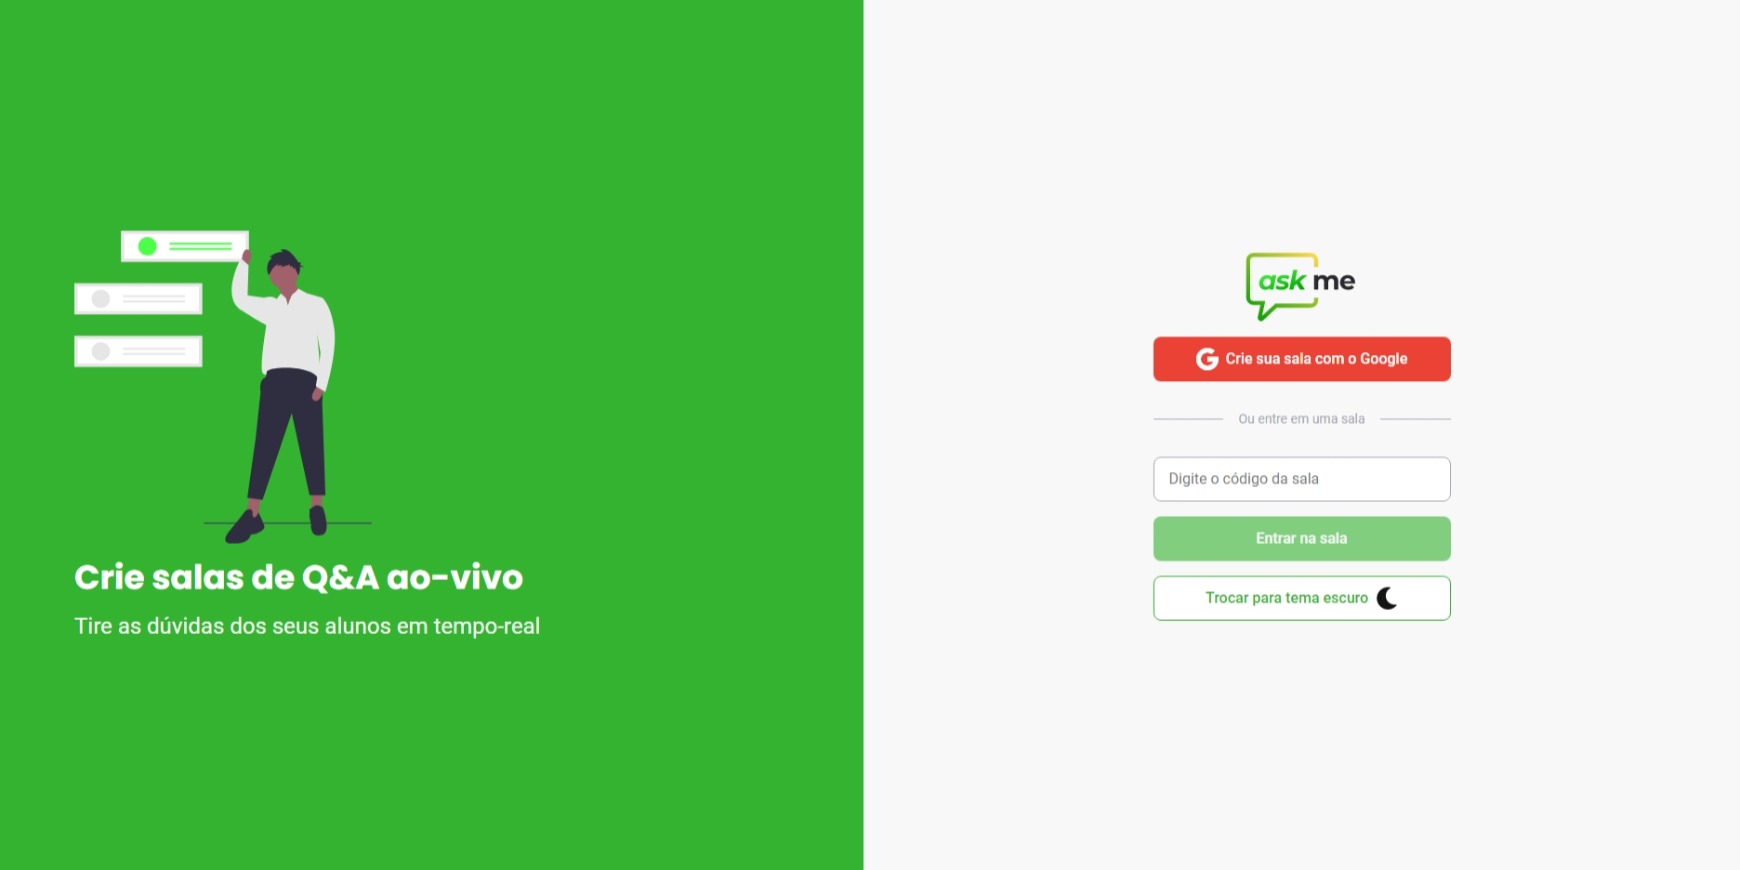 Crie salas de Q&A ao-vivo
Tire as dúvidas dos seus alunos em tempo-real
ask me
Crie sua sala com o Google
Ou entre em uma sala
Digite o código da sala
Entrar na sala
Trocar para tema escuro